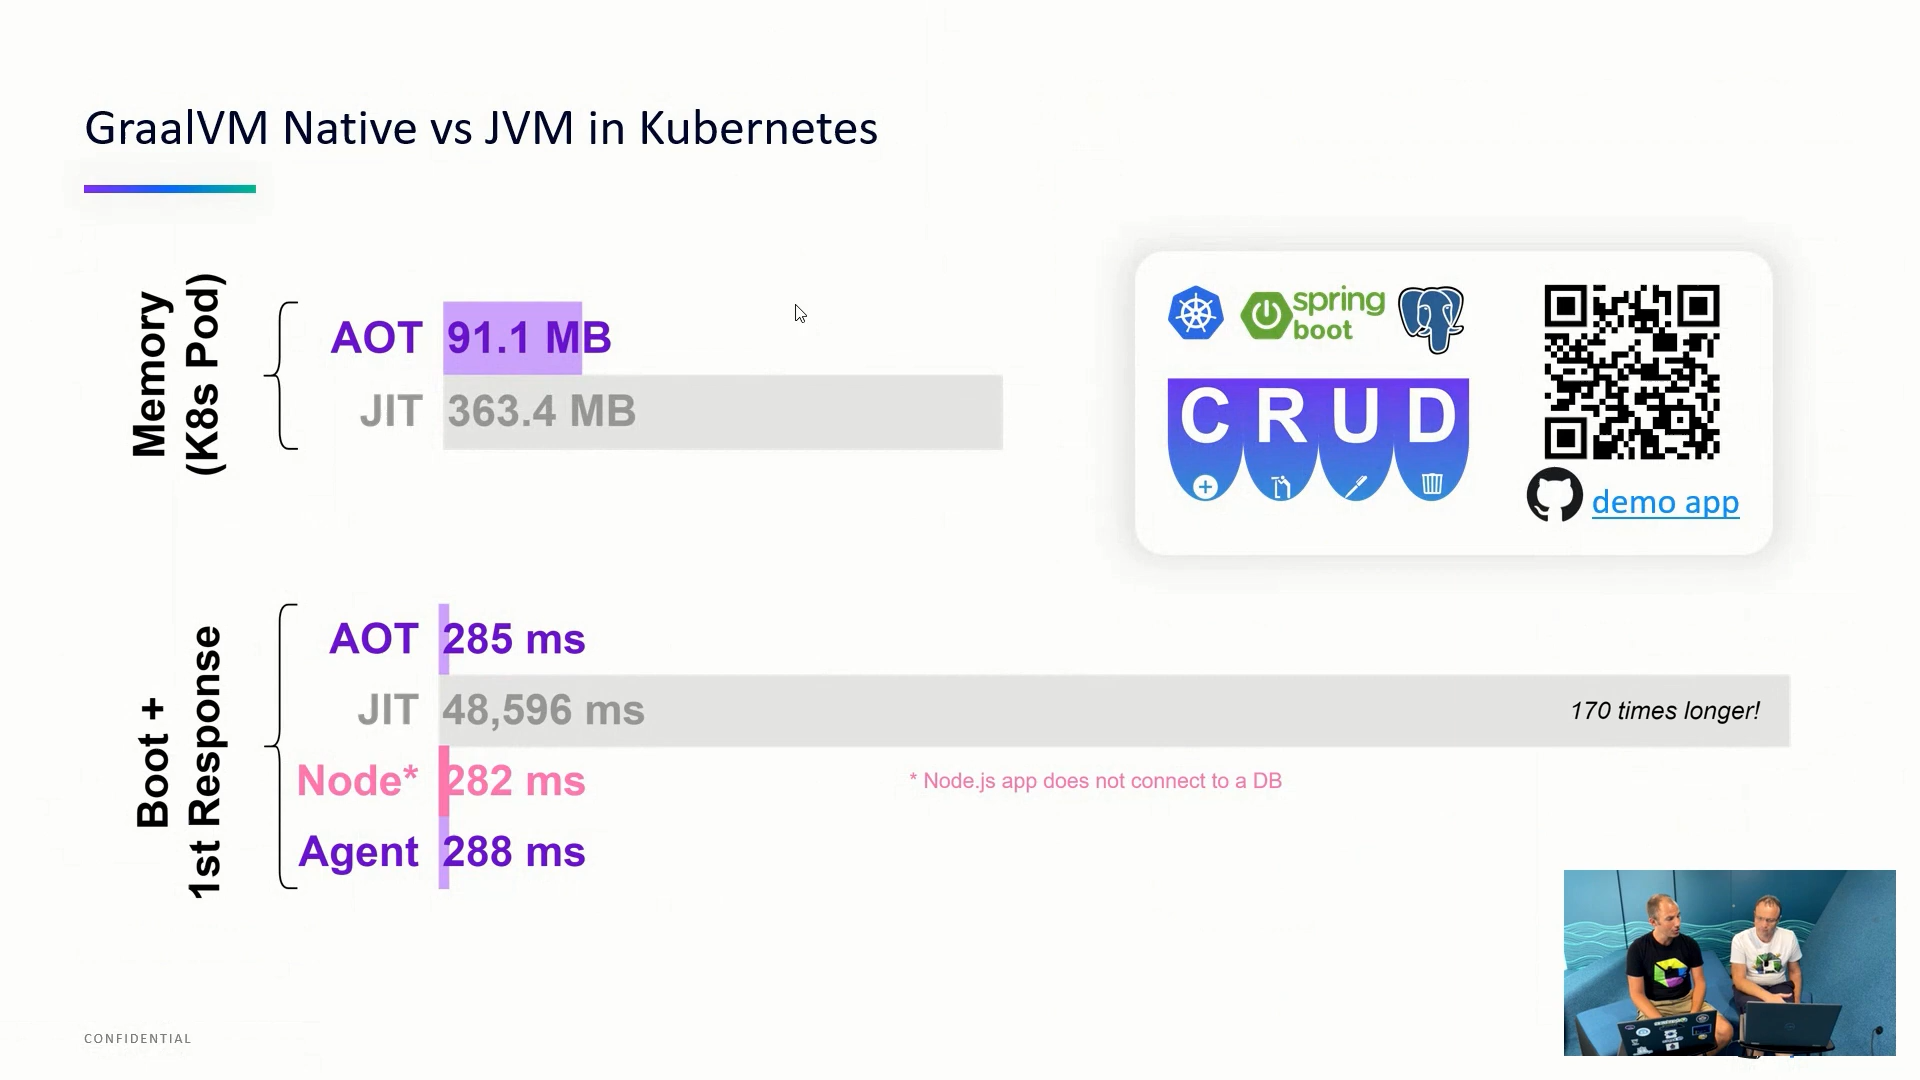 GraalVM Native vs JVM in Kubernetes
Memory
(K8s Pod)
AOT 91.1 MB
JIT 363.4 MB
spring
boot
C R U D
demo app
Boot +
1st Response
AOT 285 ms
JIT 48,596 ms 170 times longer!
Node* 282 ms * Node.js app does not connect to a DB
Agent 288 ms
CONFIDENTIAL